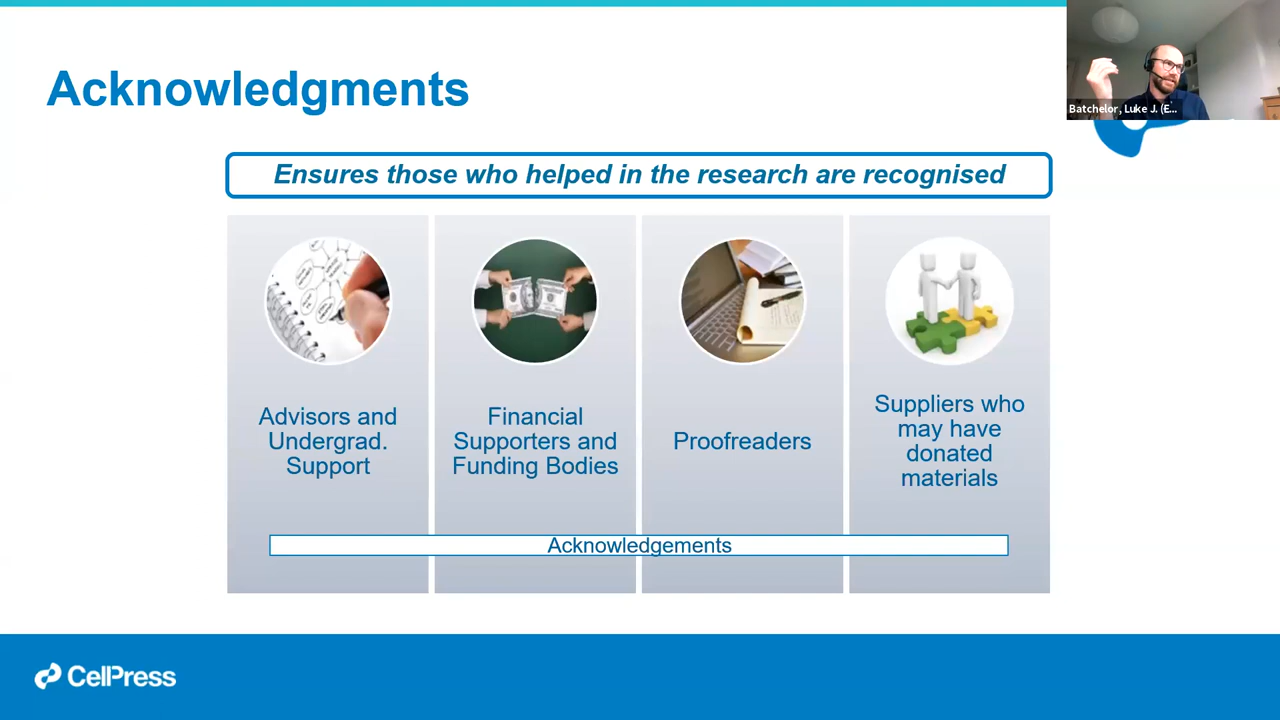 Acknowledgments
Batchelor, Luke J. (E...
Ensures those who helped in the research are recognised
Advisors and
Undergrad.
Support
Financial
Supporters and
Funding Bodies
Proofreaders
Suppliers who
may have
donated
materials
Acknowledgements
CellPress